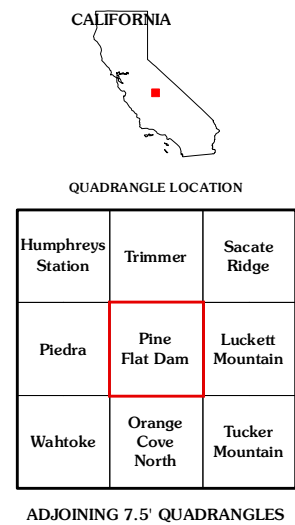 CALIFORNIA
QUADRANGLE LOCATION
Humphreys
Station
Trimmer
Sacate
Ridge
Piedra
Pine
Flat Dam
Luckett
Mountain
Wahtoke
Orange
Cove
North
Tucker
Mountain
ADJOINING 7.5' QUADRANGLES